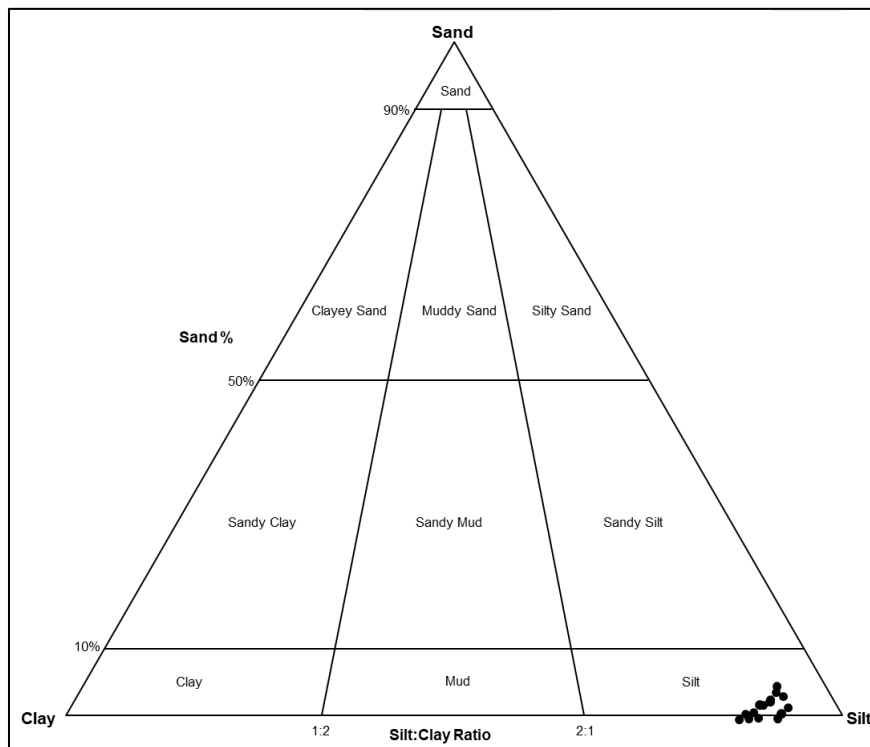 Sand
Sand
90%
Clayey Sand
Muddy Sand
Silty Sand
Sand %
50%
Sandy Clay
Sandy Mud
Sandy Silt
10%
Clay
Mud
Silt
Clay
Silt
1:2
Silt:Clay Ratio
2:1